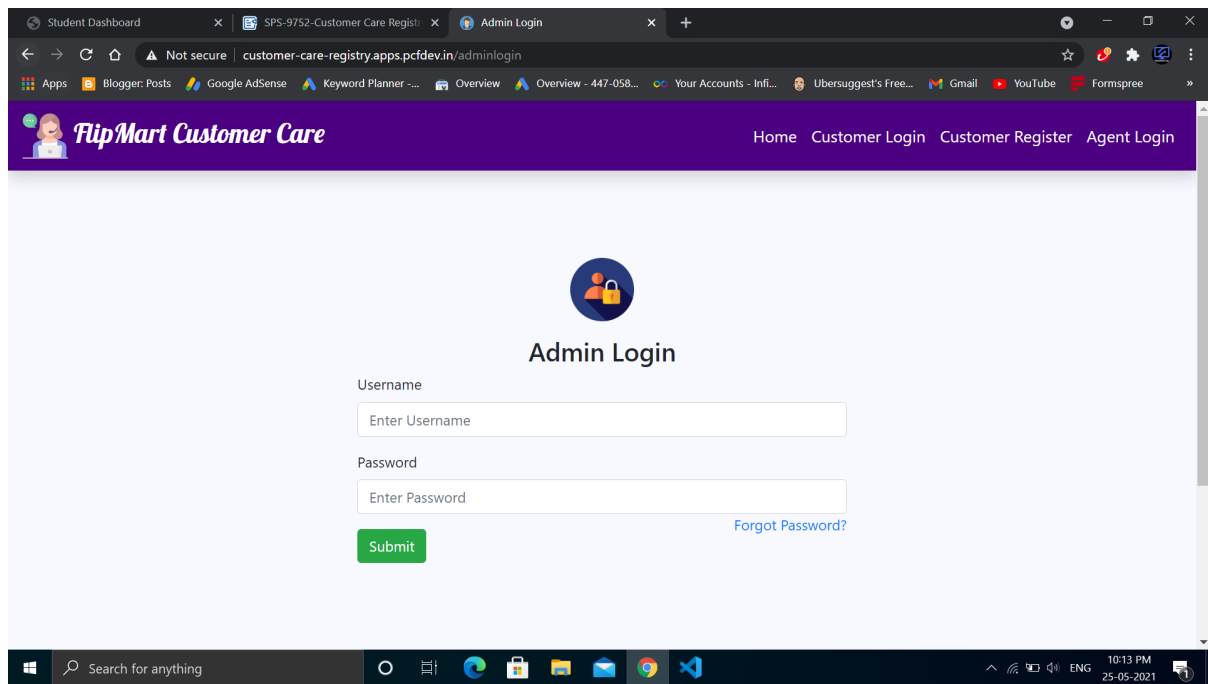 Student Dashboard
SPS-9752-Customer Care Registr
Admin Login
Not secure
customer-care-registry.apps.pcfdev.in/adminlogin
Apps
Blogger: Posts
Google AdSense
Keyword Planner -...
Overview
Overview - 447-058...
Your Accounts - Infi...
Ubersuggest's Free...
Gmail
YouTube
Formspree
»
FlipMart Customer Care
Home
Customer Login
Customer Register
Agent Login
Admin Login
Username
Enter Username
Password
Enter Password
Forgot Password?
Submit
Search for anything
ENG
10:13 PM
25-05-2021
1